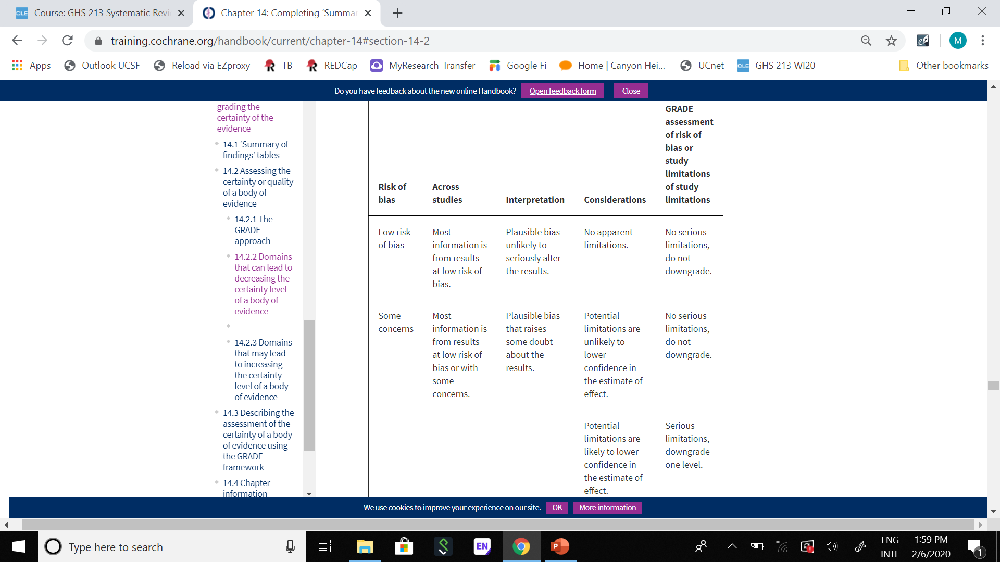 Course: GHS 213 Systematic Revi
Chapter 14: Completing ‘Summar
training.cochrane.org/handbook/current/chapter-14#section-14-2
M
Apps
Outlook UCSF
Reload via EZproxy
TB
REDCap
MyResearch_Transfer
Google Fi
Home | Canyon Hei...
UCnet
CLE
GHS 213 WI20
Other bookmarks
Do you have feedback about the new online Handbook?
Open feedback form
Close
grading the
certainty of the
evidence
14.1 ‘Summary of
findings’ tables
14.2 Assessing the
certainty or quality
of a body of
evidence
14.2.1 The
GRADE
approach
14.2.2 Domains
that can lead to
decreasing the
certainty level
of a body of
evidence
14.2.3 Domains
that may lead
to increasing
the certainty
level of a body
of evidence
14.3 Describing the
assessment of the
certainty of a body
of evidence using
the GRADE
framework
14.4 Chapter
information
Risk of
bias
Across
studies
Interpretation
Considerations
GRADE
assessment
of risk of
bias or
study
limitations
of study
limitations
Low risk
of bias
Most
information is
from results
at low risk of
bias.
Plausible bias
unlikely to
seriously alter
the results.
No apparent
limitations.
No serious
limitations,
do not
downgrade.
Some
concerns
Most
information is
from results
at low risk of
bias or with
some
concerns.
Plausible bias
that raises
some doubt
about the
results.
Potential
limitations are
unlikely to
lower
confidence in
the estimate of
effect.
No serious
limitations,
do not
downgrade.
Potential
limitations are
likely to lower
confidence in
the estimate of
effect.
Serious
limitations,
downgrade
one level.
We use cookies to improve your experience on our site.
OK
More information
Type here to search
EN
P
ENG
INTL
1:59 PM
2/6/2020
1